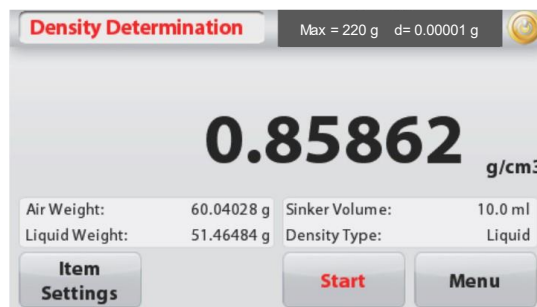 Density Determination Max = 220 g d= 0.00001 g
0.85862 g/cm3
Air Weight: 60.04028 g Sinker Volume: 10.0 ml
Liquid Weight: 51.46484 g Density Type: Liquid
Item Settings Start Menu